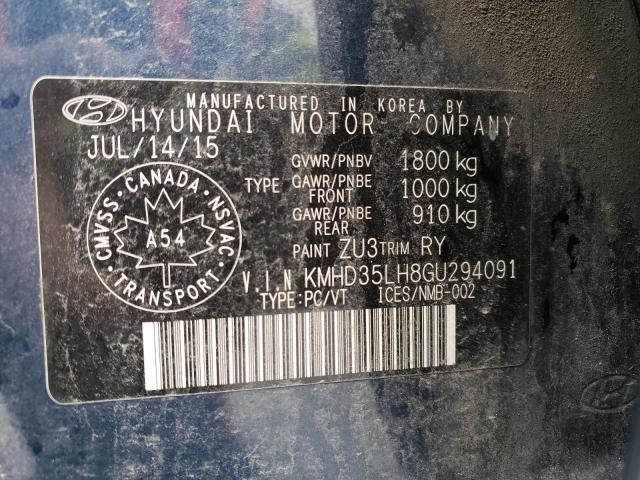 MANUFACTURED IN KOREA BY
HYUNDAI MOTOR COMPANY
JUL/14/15
GVWR/PNBV 1800 kg
TYPE GAWR/PNBE FRONT 1000 kg
GAWR/PNBE REAR 910 kg
PAINT ZU3 TRIM RY
CMVSS · CANADA · NSVAC · TRANSPORT ·
A54
V.I.N KMHD35LH8GU294091
TYPE:PC/VT ICES/NMB-002